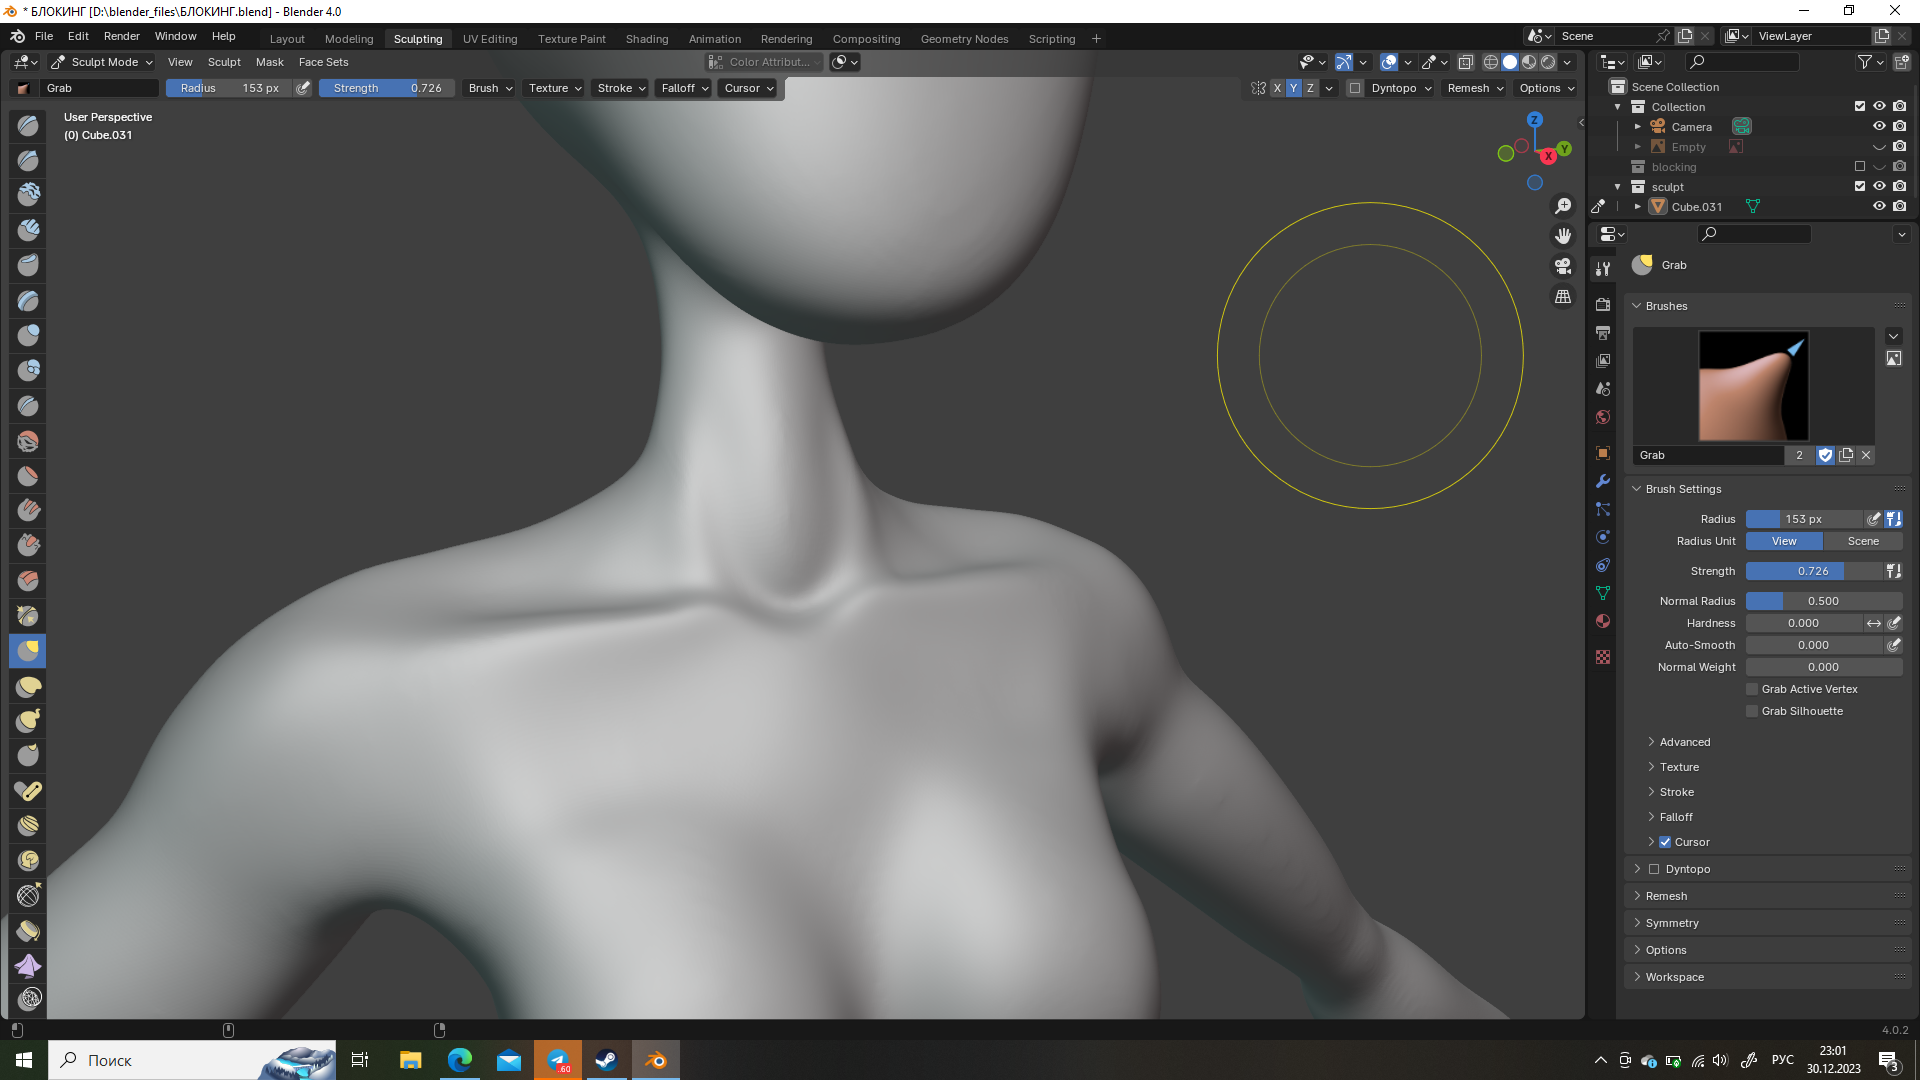 * БЛОКИНГ [D:\blender_files\БЛОКИНГ.blend] - Blender 4.0
File Edit Render Window Help Layout Modeling Sculpting UV Editing Texture Paint Shading Animation Rendering Compositing Geometry Nodes Scripting + Scene ViewLayer
Sculpt Mode View Sculpt Mask Face Sets Color Attribut...
Grab Radius 153 px Strength 0.726 Brush Texture Stroke Falloff Cursor X Y Z Dyntopo Remesh Options
User Perspective
(0) Cube.031
Z
Y
X
Scene Collection
Collection
Camera
Empty
blocking
sculpt
Cube.031
Grab
Brushes
Grab 2
Brush Settings
Radius 153 px
Radius Unit View Scene
Strength 0.726
Normal Radius 0.500
Hardness 0.000
Auto-Smooth 0.000
Normal Weight 0.000
Grab Active Vertex
Grab Silhouette
Advanced
Texture
Stroke
Falloff
Cursor
Dyntopo
Remesh
Symmetry
Options
Workspace
4.0.2
Поиск .60 РУС 23:01
30.12.2023 3